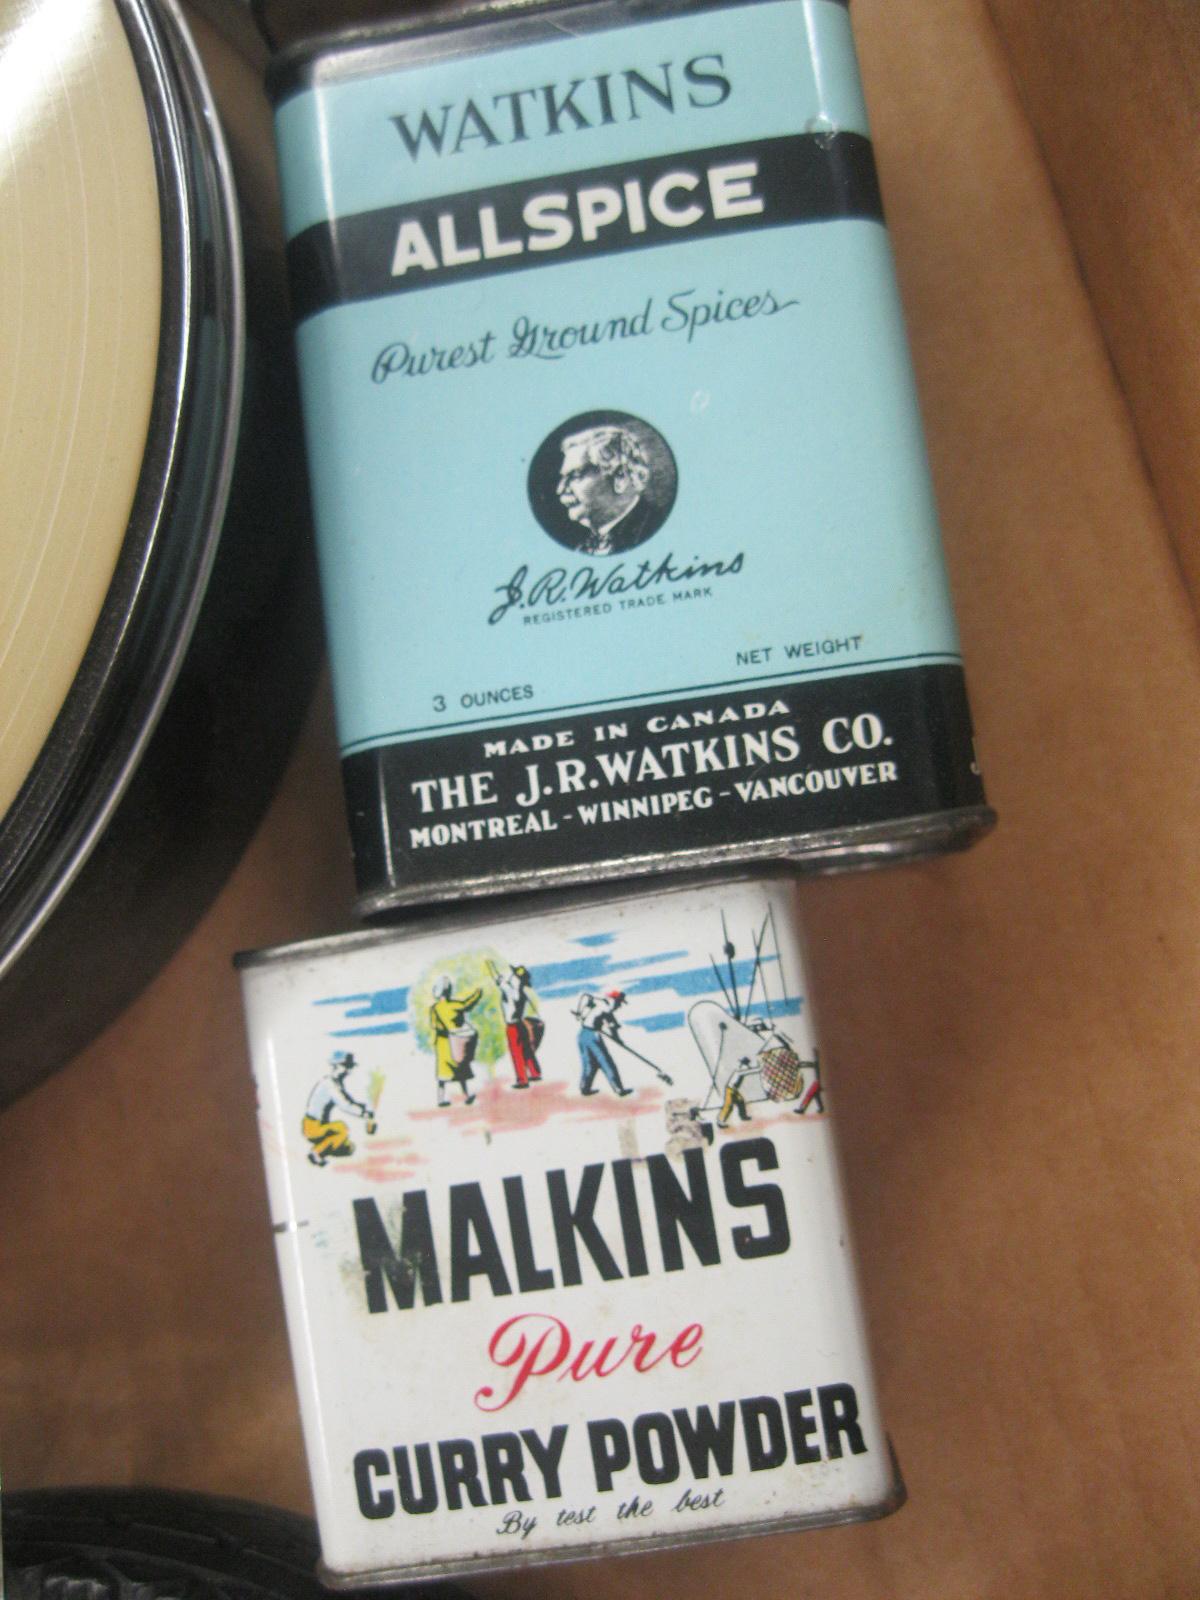 WATKINS
ALLSPICE
Purest Ground Spices
J.R. Watkins
REGISTERED TRADE MARK
3 OUNCES NET WEIGHT
MADE IN CANADA
THE J.R.WATKINS CO.
MONTREAL - WINNIPEG - VANCOUVER
MALKINS
Pure
CURRY POWDER
By test the best